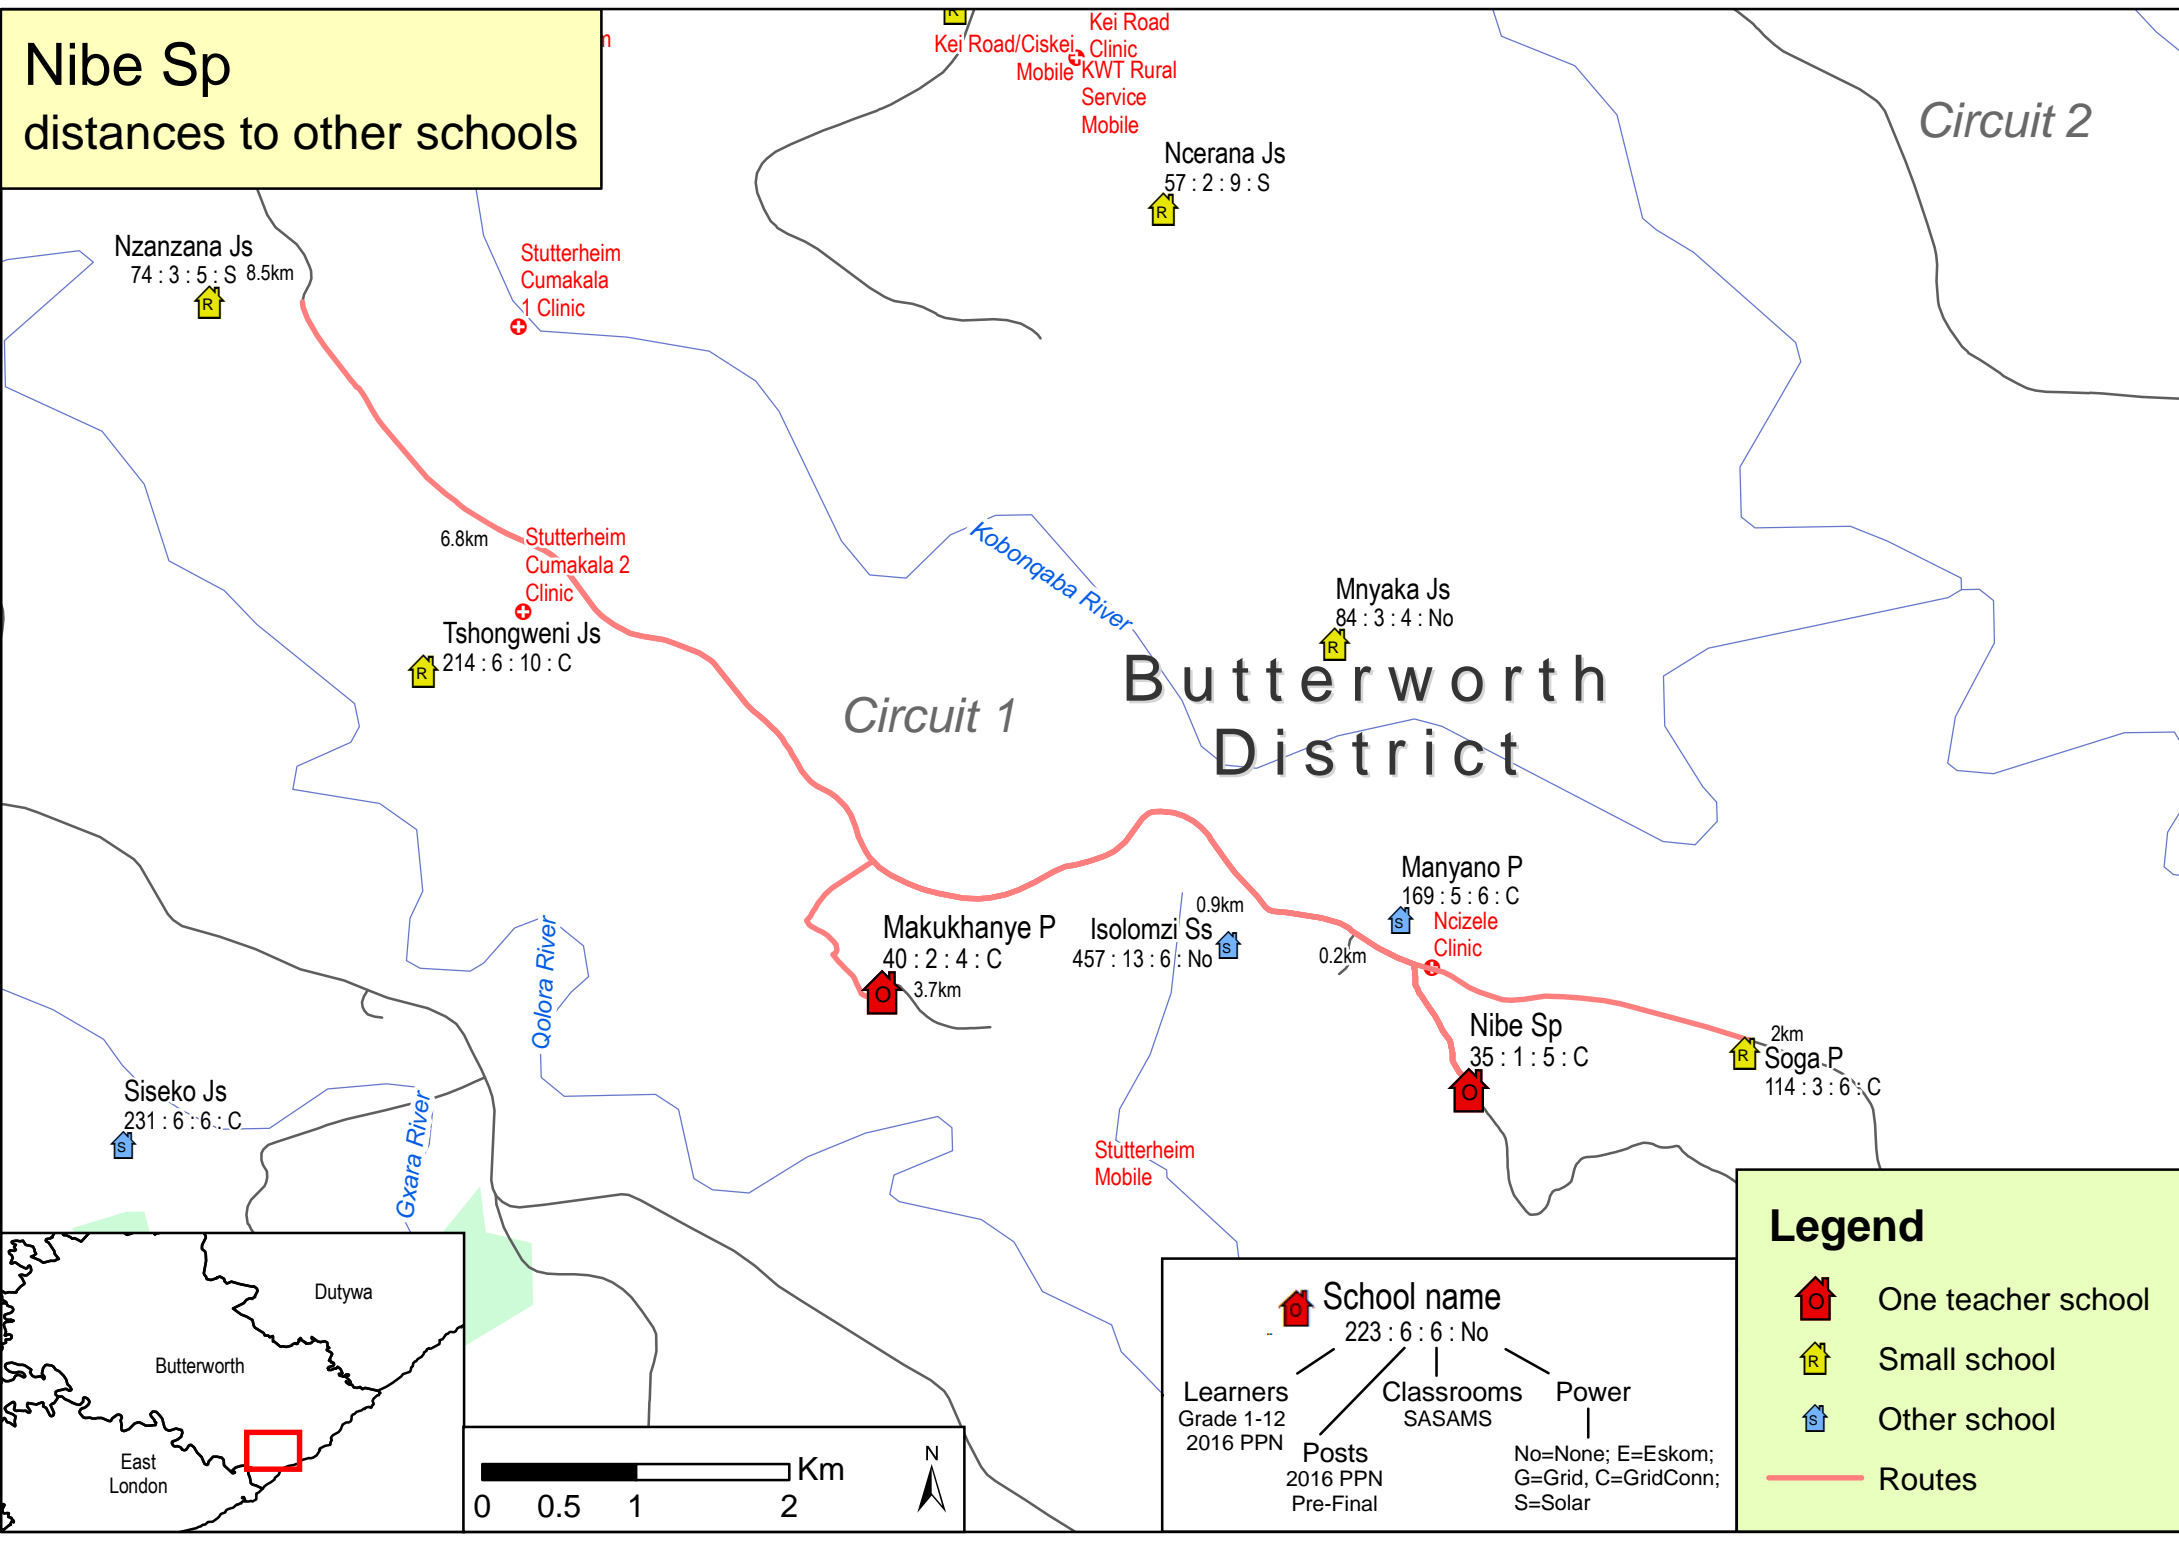 Nibe Sp
distances to other schools
R
Kei Road/Ciskei
Mobile
Kei Road
Clinic
KWT Rural
Service
Mobile
Circuit 2
Ncerana Js
57 : 2 : 9 : S
R
Nzanzana Js
74 : 3 : 5 : S
8.5km
R
Stutterheim
Cumakala
1 Clinic
6.8km
Stutterheim
Cumakala 2
Clinic
Tshongweni Js
214 : 6 : 10 : C
R
Kobonqaba River
Mnyaka Js
84 : 3 : 4 : No
R
Circuit 1
Butterworth
District
Manyano P
169 : 5 : 6 : C
S
Ncizele
Clinic
0.9km
Isolomzi Ss
457 : 13 : 6 : No
S
0.2km
Makukhanye P
40 : 2 : 4 : C
O
3.7km
Qolora River
Nibe Sp
35 : 1 : 5 : C
O
2km
Soga P
114 : 3 : 6 : C
R
Siseko Js
231 : 6 : 6 : C
S
Gxara River
Stutterheim
Mobile
Dutywa
Butterworth
East
London
Km
0 0.5 1 2
N
O
School name
223 : 6 : 6 : No
Learners
Grade 1-12
2016 PPN
Posts
2016 PPN
Pre-Final
Classrooms
SASAMS
Power
No=None; E=Eskom;
G=Grid, C=GridConn;
S=Solar
Legend
O One teacher school
R Small school
S Other school
Routes